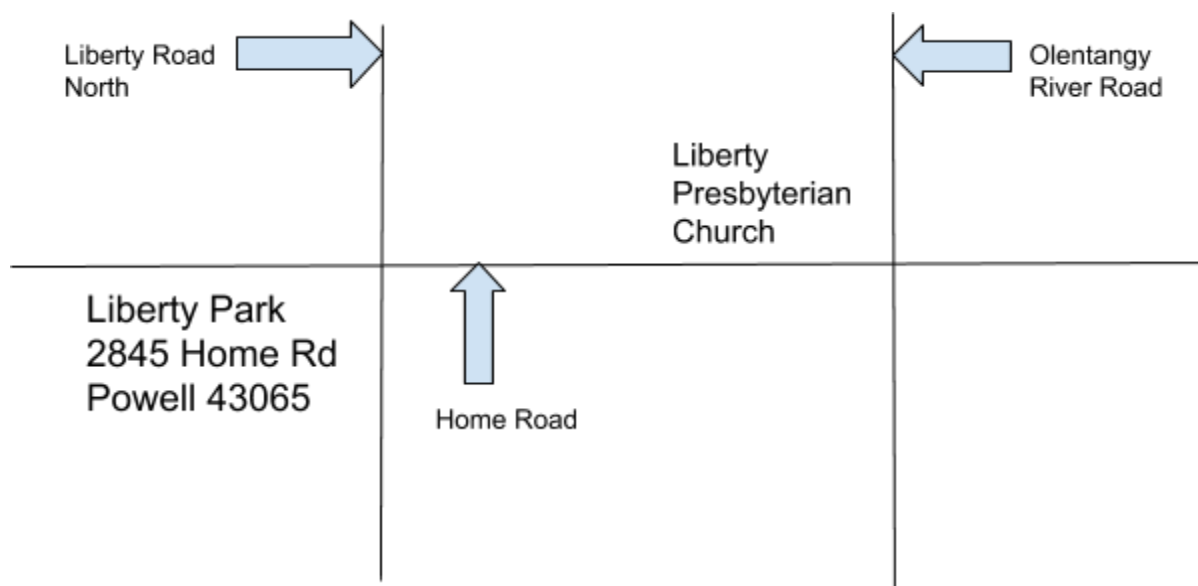 Liberty Road
North
Olentangy
River Road
Liberty
Presbyterian
Church
Liberty Park
2845 Home Rd
Powell 43065
Home Road